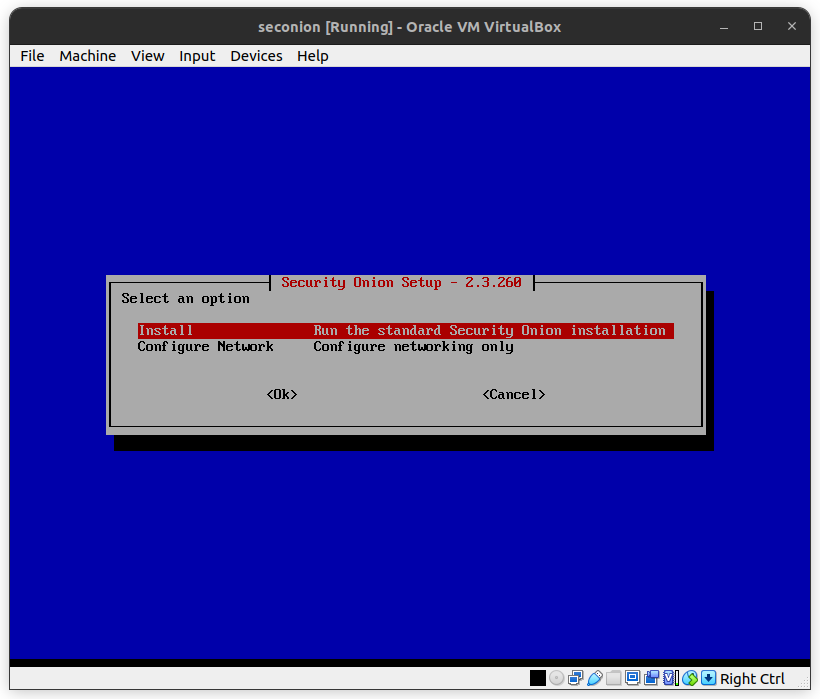 seconion [Running] - Oracle VM VirtualBox
File Machine View Input Devices Help
Security Onion Setup - 2.3.260
Select an option
Install Run the standard Security Onion installation
Configure Network Configure networking only
<Ok> <Cancel>
Right Ctrl